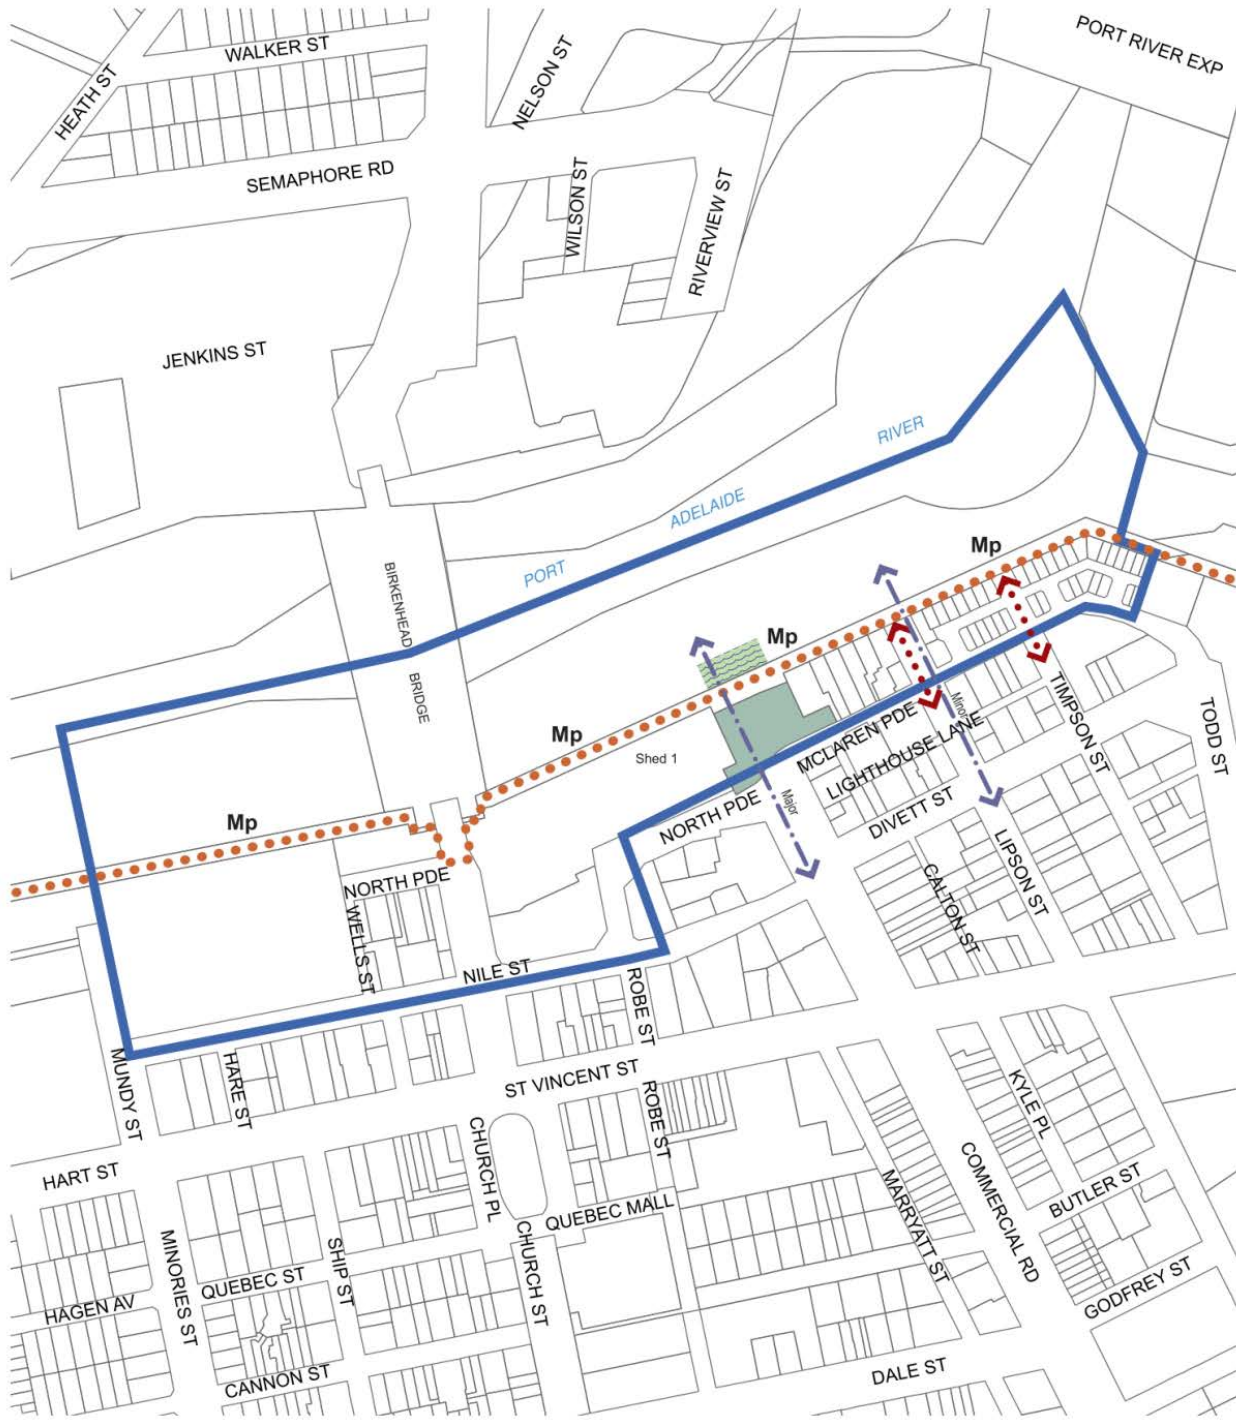 PORT RIVER EXP
WALKER ST
HEATH ST
NELSON ST
SEMAPHORE RD
WILSON ST
RIVERVIEW ST
JENKINS ST
RIVER
ADELAIDE
PORT
BIRKENHEAD
BRIDGE
Mp
Mp
Mp
Mp
Shed 1
Minor
Major
MCLAREN PDE
LIGHTHOUSE LANE
TIMPSON ST
TODD ST
NORTH PDE
DIVETT ST
LIPSON ST
CALTON ST
NORTH PDE
WELLS ST
NILE ST
ROBE ST
MUNDY ST
HARE ST
ST VINCENT ST
ROBE ST
KYLE PL
HART ST
CHURCH PL
COMMERCIAL RD
MARRYATT ST
BUTLER ST
QUEBEC MALL
MINORIES ST
SHIP ST
CHURCH ST
QUEBEC ST
HAGEN AV
GODFREY ST
CANNON ST
DALE ST